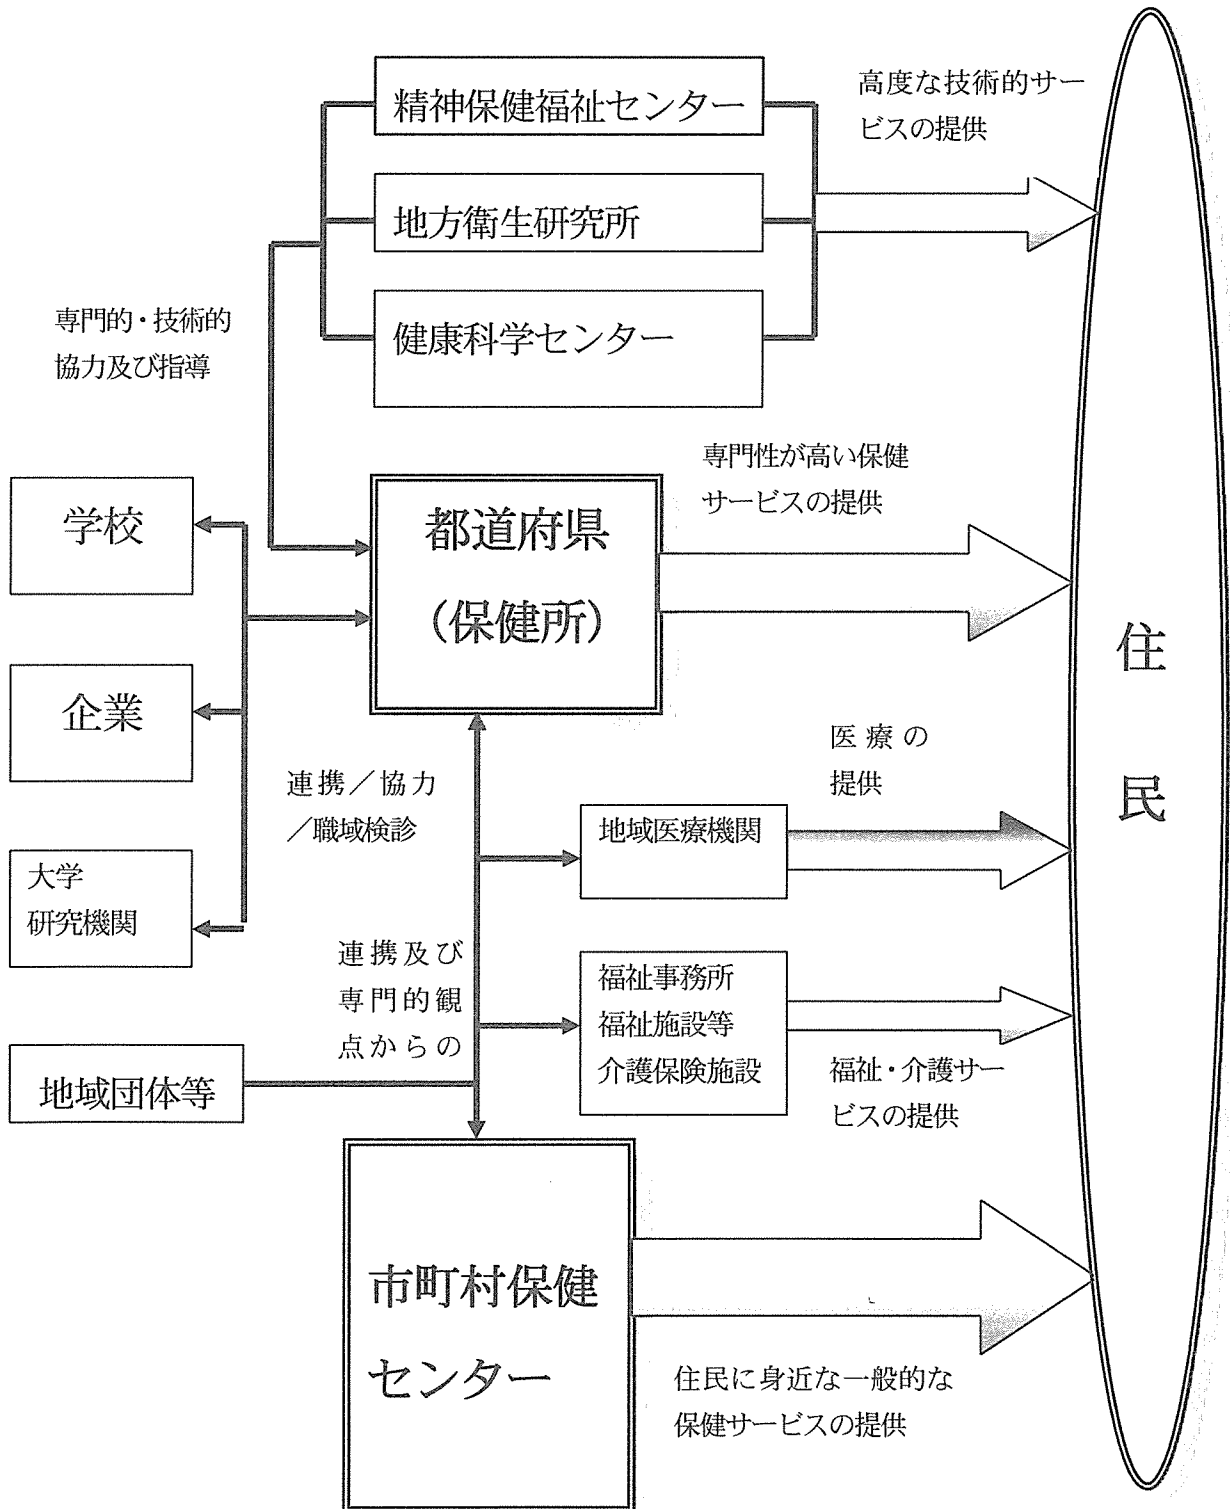 精神保健福祉センター
高度な技術的サー
ビスの提供
地方衛生研究所
健康科学センター
専門的・技術的
協力及び指導
専門性が高い保健
サービスの提供
学校
都道府県
（保健所）
企業
住
民
医療の
提供
連携／協力
／職域検診
地域医療機関
大学
研究機関
連携及び
専門的観
点からの
福祉事務所
福祉施設等
介護保険施設
福祉・介護サー
ビスの提供
地域団体等
市町村保健
センター
住民に身近な一般的な
保健サービスの提供